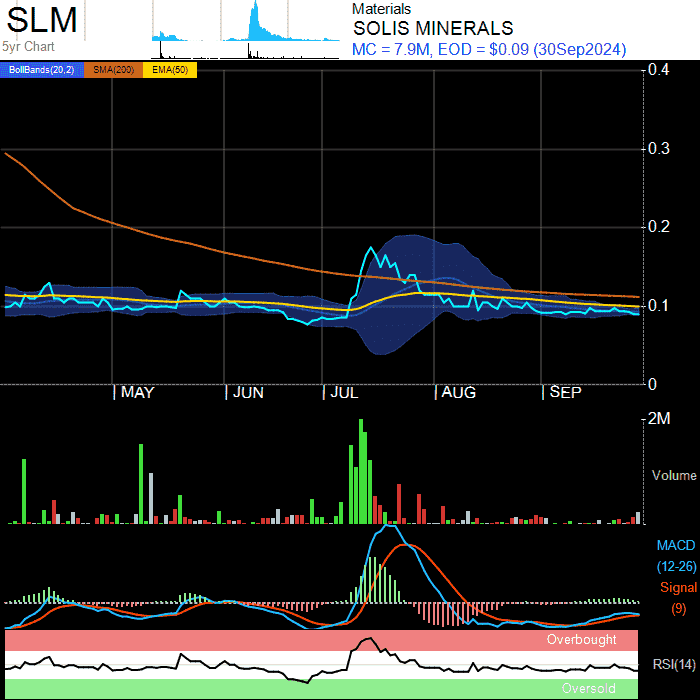 SLM
5yr Chart
Materials
SOLIS MINERALS
MC = 7.9M, EOD = $0.09 (30Sep2024)
BollBands(20,2) SMA(200) EMA(50)
0.4
0.3
0.2
0.1
0
MAY JUN JUL AUG SEP
2M
Volume
MACD
(12-26)
Signal
(9)
Overbought
RSI(14)
Oversold